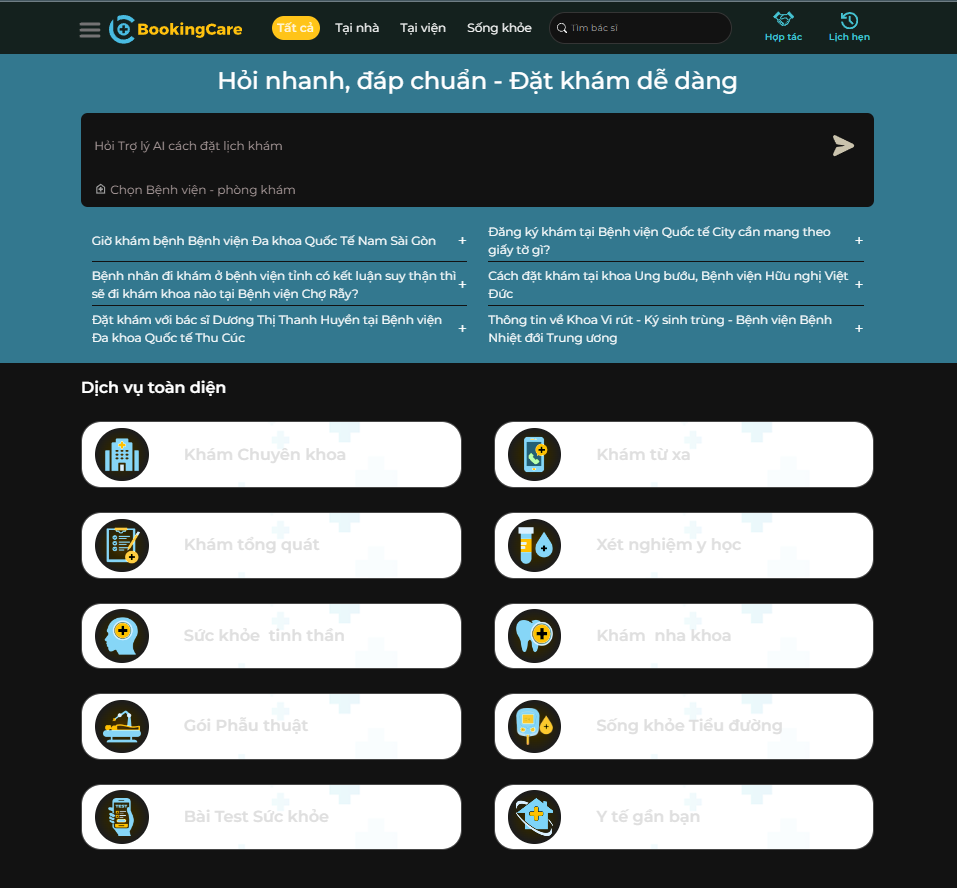 BookingCare
Tất cả
Tại nhà
Tại viện
Sống khỏe
Tìm bác sĩ
Hợp tác
Lịch hẹn
Hỏi nhanh, đáp chuẩn - Đặt khám dễ dàng
Hỏi Trợ lý AI cách đặt lịch khám
Chọn Bệnh viện - phòng khám
Giờ khám bệnh Bệnh viện Đa khoa Quốc Tế Nam Sài Gòn +
Đăng ký khám tại Bệnh viện Quốc tế City cần mang theo
giấy tờ gì? +
Bệnh nhân đi khám ở bệnh viện tỉnh có kết luận suy thận thì
sẽ đi khám khoa nào tại Bệnh viện Chợ Rẫy? +
Cách đặt khám tại khoa Ung bướu, Bệnh viện Hữu nghị Việt
Đức +
Đặt khám với bác sĩ Dương Thị Thanh Huyền tại Bệnh viện
Đa khoa Quốc tế Thu Cúc +
Thông tin về Khoa Vi rút - Ký sinh trùng - Bệnh viện Bệnh
Nhiệt đới Trung ương +
Dịch vụ toàn diện
Khám Chuyên khoa
Khám từ xa
Khám tổng quát
Xét nghiệm y học
Sức khỏe  tinh thần
Khám  nha khoa
Gói Phẫu thuật
Sống khỏe Tiểu đường
TEST
Bài Test Sức khỏe
Y tế gần bạn